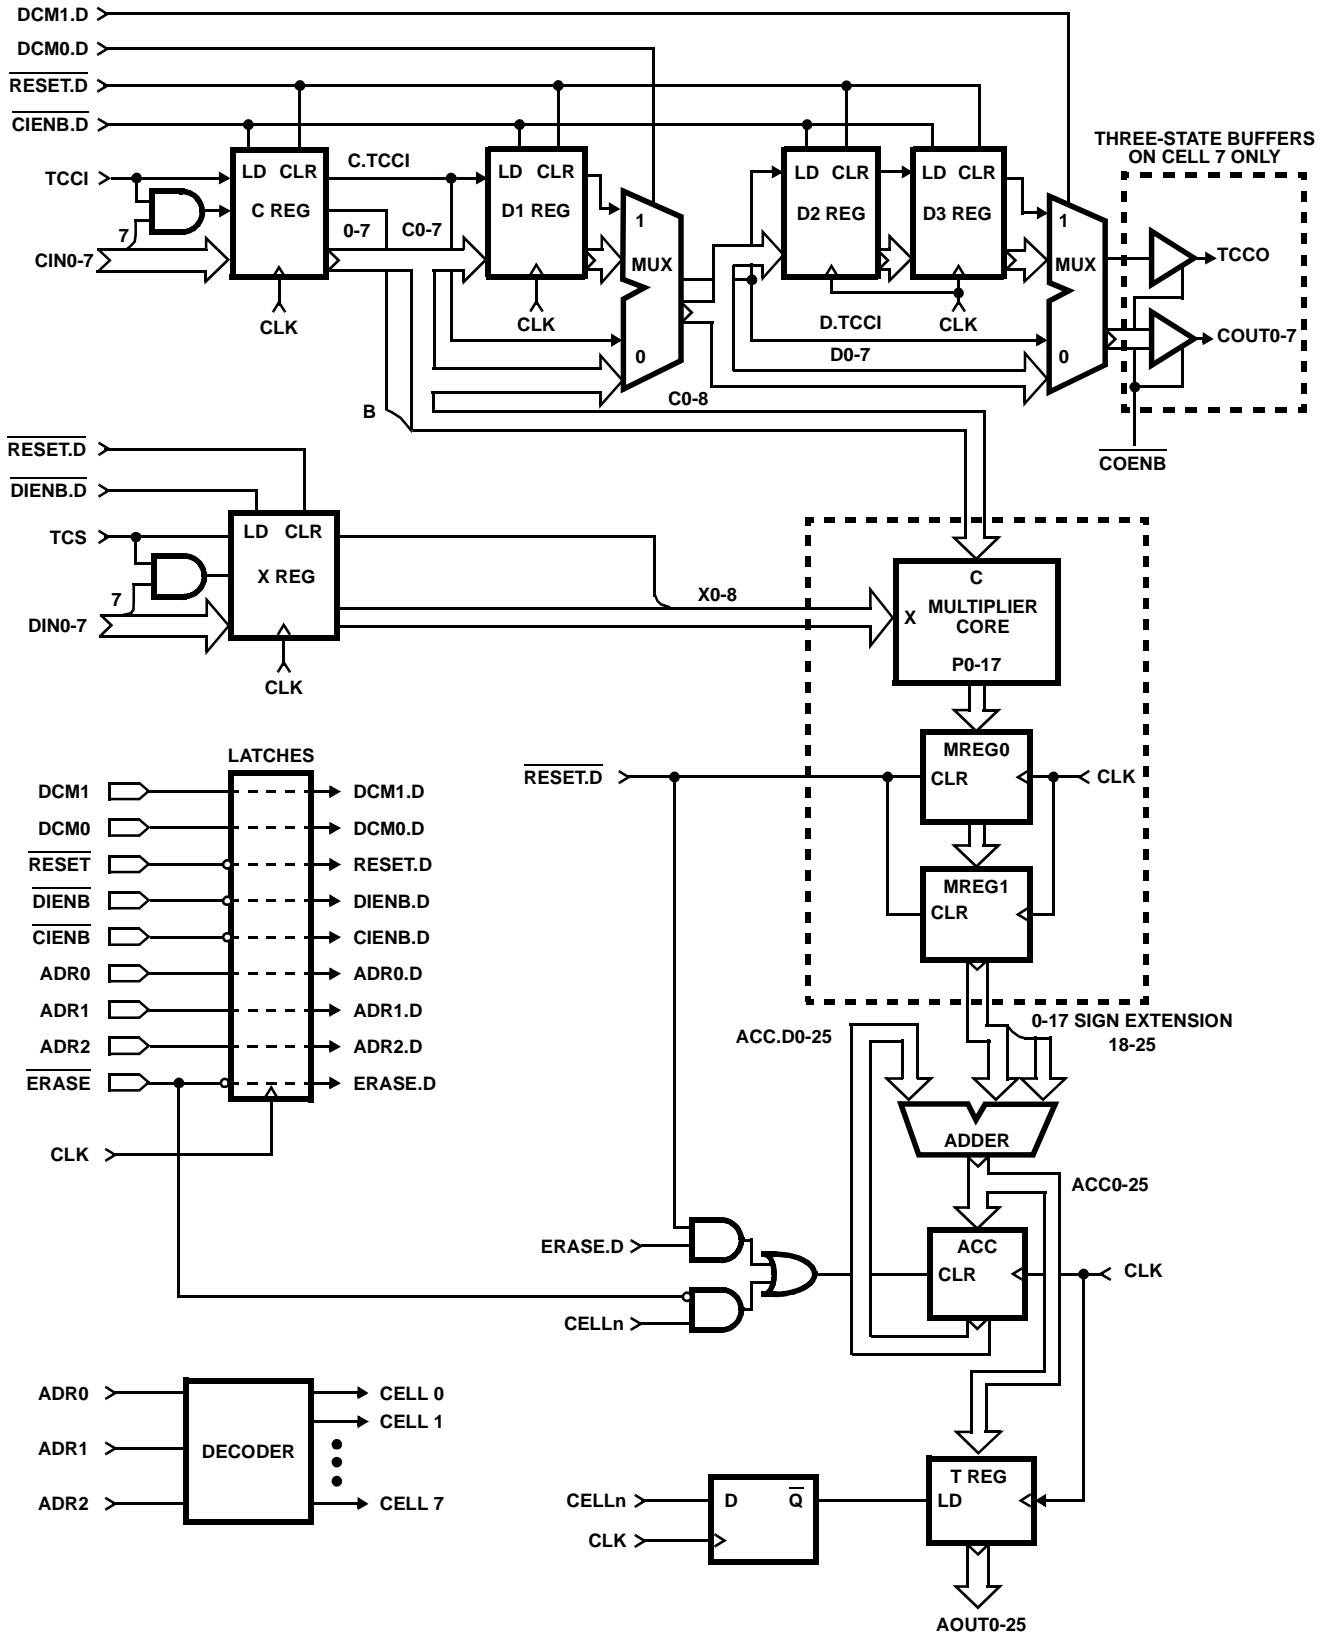 DCM1.D
DCM0.D
RESET.D
CIENB.D
THREE-STATE BUFFERS
ON CELL 7 ONLY
TCCI
LD CLR
C REG
C.TCCI
LD CLR
D1 REG
1
MUX
0
LD CLR
D2 REG
LD CLR
D3 REG
1
MUX
0
TCCO
7
0-7
C0-7
CIN0-7
CLK
CLK
CLK
D.TCCI
D0-7
COUT0-7
C0-8
B
COENB
RESET.D
DIENB.D
TCS
LD CLR
X REG
7
DIN0-7
X0-8
CLK
C
X
MULTIPLIER
CORE
P0-17
MREG0
CLR
CLK
RESET.D
MREG1
CLR
LATCHES
DCM1
DCM1.D
DCM0
DCM0.D
RESET
RESET.D
DIENB
DIENB.D
CIENB
CIENB.D
ADR0
ADR0.D
ADR1
ADR1.D
ADR2
ADR2.D
ERASE
ERASE.D
CLK
ACC.D0-25
0-17 SIGN EXTENSION
18-25
ADDER
ACC0-25
ERASE.D
CELLn
ACC
CLR
CLK
ADR0
ADR1
ADR2
DECODER
CELL 0
CELL 1
CELL 7
CELLn
CLK
D Q
T REG
LD
AOUT0-25